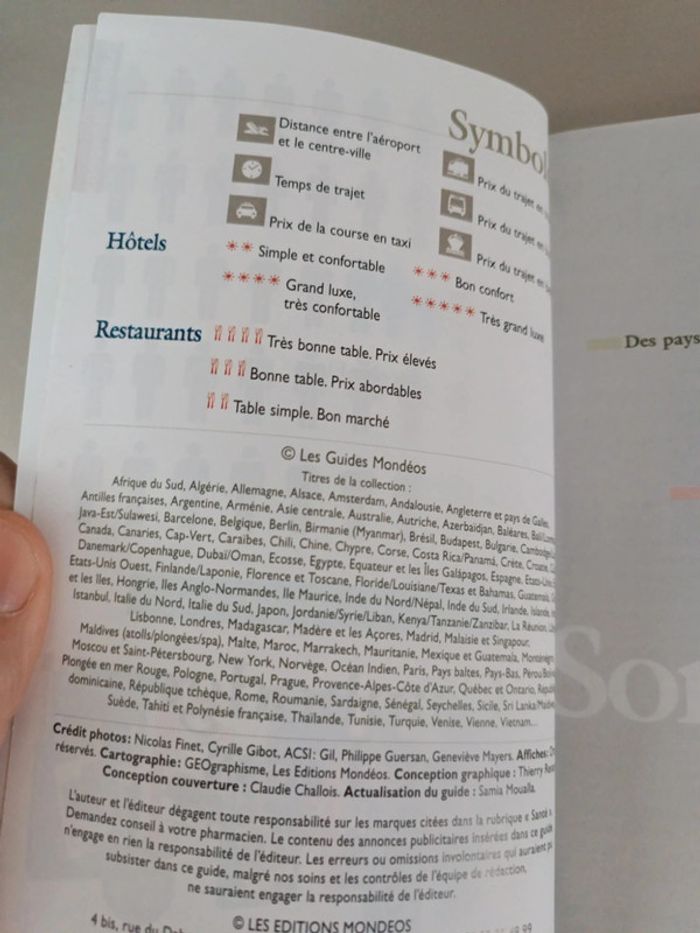 Symbol
Distance entre l'aéroport
et le centre-ville
Temps de trajet
Prix de la course en taxi
Prix du trajet en
Prix du trajet en
Prix du trajet en
Hôtels
** Simple et confortable
*** Bon confort
**** Grand luxe,
très confortable
***** Très grand luxe
Restaurants
Très bonne table. Prix élevés
Bonne table. Prix abordables
Table simple. Bon marché
© Les Guides Mondéos
Titres de la collection :
Afrique du Sud, Algérie, Allemagne, Alsace, Amsterdam, Andalousie, Angleterre et pays de Galles,
Antilles françaises, Argentine, Arménie, Asie centrale, Australie, Autriche, Azerbaïdjan, Baléares,
Java-Est/Sulawesi, Barcelone, Belgique, Berlin, Birmanie (Myanmar), Brésil, Budapest, Bulgarie,
Canada, Canaries, Cap-Vert, Caraïbes, Chili, Chine, Chypre, Corse, Costa Rica/Panamá, Crète, Croatie,
Danemark/Copenhague, Dubaï/Oman, Ecosse, Egypte, Equateur et les Îles Galápagos, Espagne,
Etats-Unis Ouest, Finlande/Laponie, Florence et Toscane, Floride/Louisiane/Texas et Bahamas, Guatemala,
et les Iles, Hongrie, Iles Anglo-Normandes, Ile Maurice, Inde du Nord/Népal, Inde du Sud, Irlande,
Istanbul, Italie du Nord, Italie du Sud, Japon, Jordanie/Syrie/Liban, Kenya/Tanzanie/Zanzibar, La Réunion,
Lisbonne, Londres, Madagascar, Madère et les Açores, Madrid, Malaisie et Singapour,
Maldives (atolls/plongées/spa), Malte, Maroc, Marrakech, Mauritanie, Mexique et Guatemala,
Moscou et Saint-Pétersbourg, New York, Norvège, Océan Indien, Paris, Pays baltes, Pays-Bas,
Plongée en mer Rouge, Pologne, Portugal, Prague, Provence-Alpes-Côte d'Azur, Québec et Ontario,
dominicaine, République tchèque, Rome, Roumanie, Sardaigne, Sénégal, Seychelles, Sicile, Sri Lanka/Maldives,
Suède, Tahiti et Polynésie française, Thaïlande, Tunisie, Turquie, Venise, Vienne, Vietnam...
Crédit photos: Nicolas Finet, Cyrille Gibot, ACSI: Gil, Philippe Guersan, Geneviève Mayers. Affiches:
réservés. Cartographie: GEOgraphisme, Les Editions Mondéos. Conception graphique : Thierry
Conception couverture : Claudie Challois. Actualisation du guide : Samia Moualla.
L'auteur et l'éditeur dégagent toute responsabilité sur les marques citées dans la rubrique « Santé ».
Demandez conseil à votre pharmacien. Le contenu des annonces publicitaires insérées dans ce guide
n'engage en rien la responsabilité de l'éditeur. Les erreurs ou omissions involontaires qui auraient pu
subsister dans ce guide, malgré nos soins et les contrôles de l'équipe de rédaction,
ne sauraient engager la responsabilité de l'éditeur.
© LES EDITIONS MONDEOS
4 bis, rue du
Des pays
Son